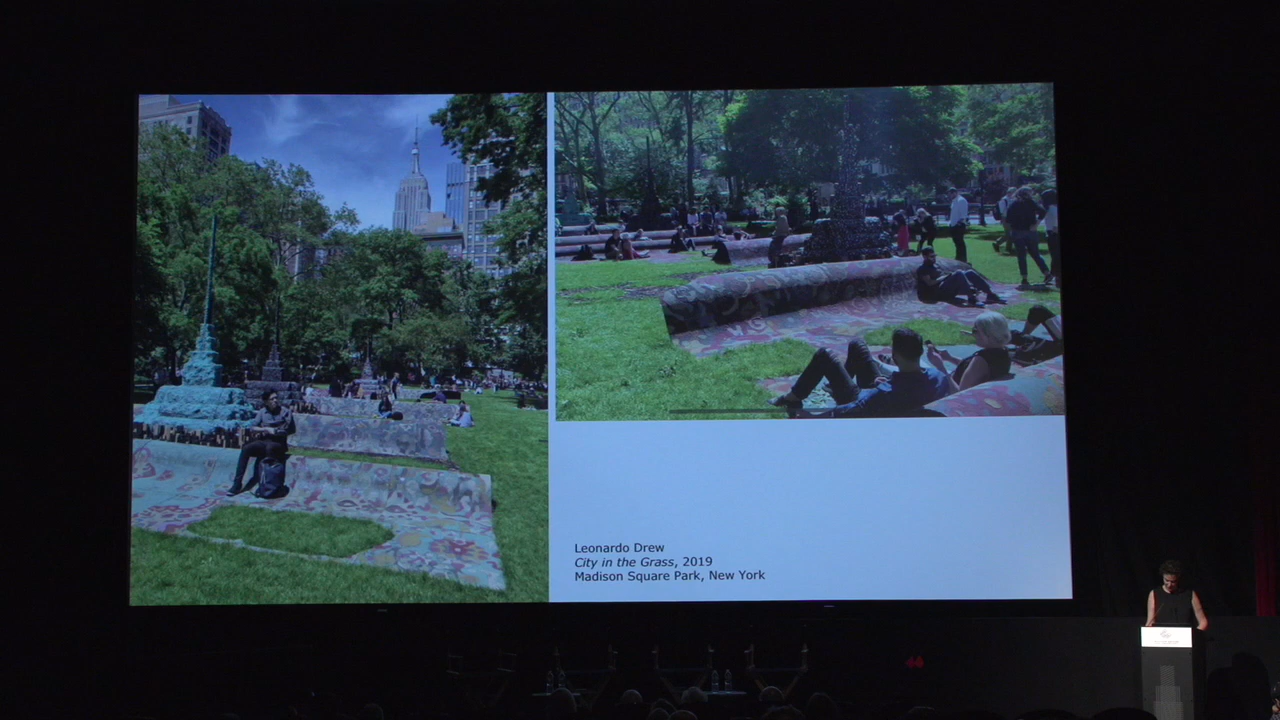 Leonardo Drew
City in the Grass, 2019
Madison Square Park, New York